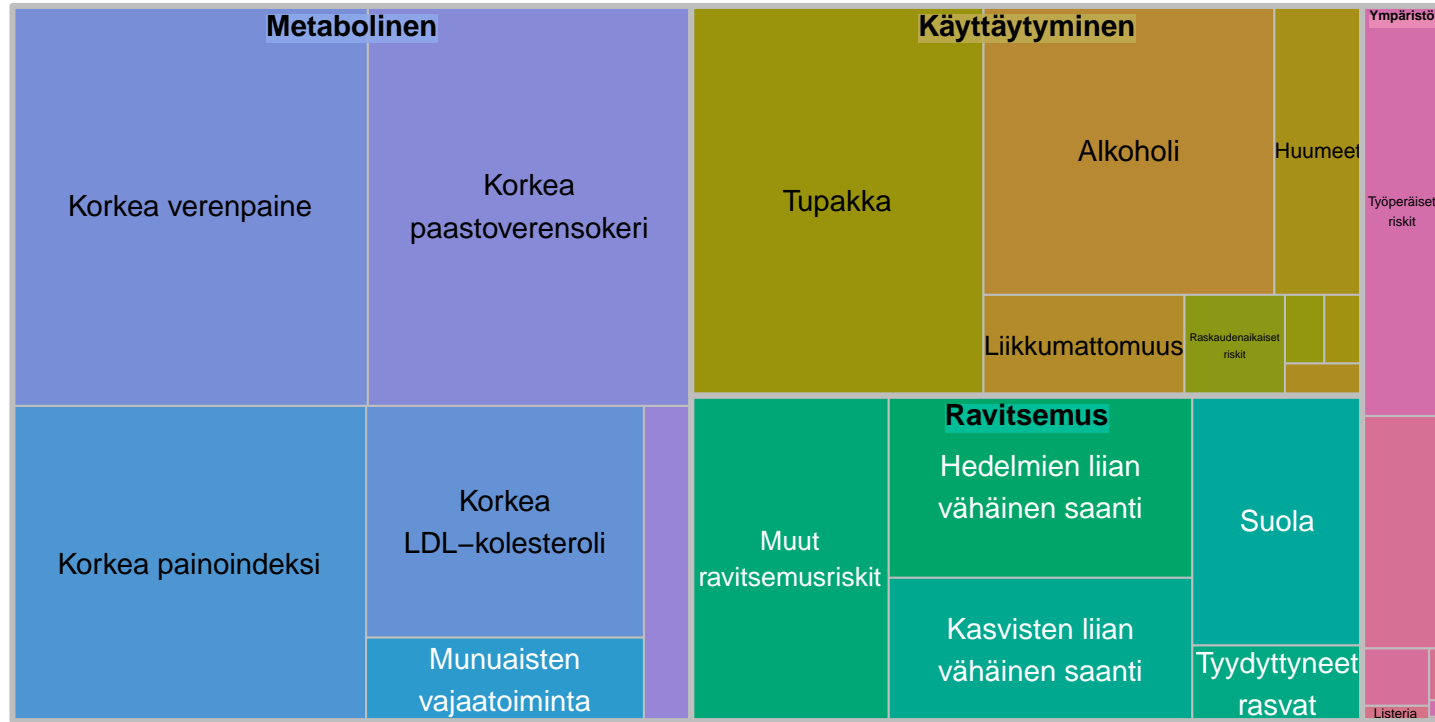 Metabolinen
Korkea verenpaine
Korkea
paastoverensokeri
Korkea painoindeksi
Korkea
LDL−kolesteroli
Munuaisten
vajaatoiminta
Käyttäytyminen
Tupakka
Alkoholi
Huumeet
Liikkumattomuus
Raskaudenaikaiset
riskit
Ravitsemus
Muut
ravitsemusriskit
Hedelmien liian
vähäinen saanti
Kasvisten liian
vähäinen saanti
Suola
Tyydyttyneet
rasvat
Ympäristö
Työperäiset
riskit
Listeria